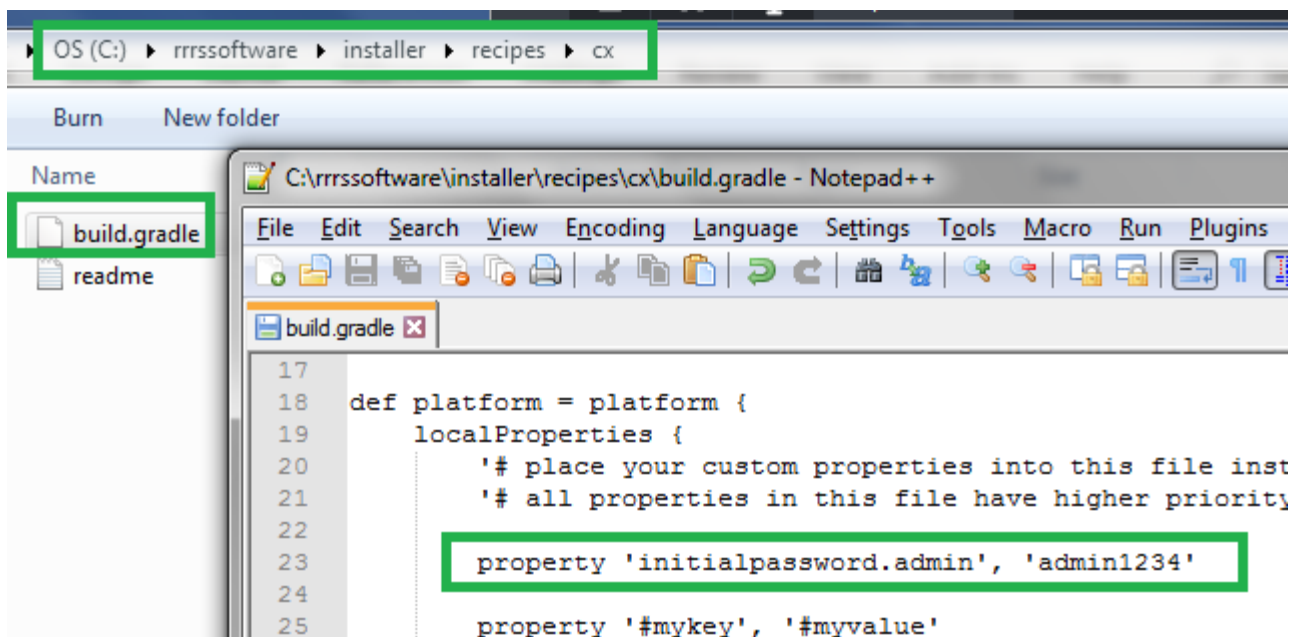 OS (C:) rrrssoftware installer recipes cx
Burn New folder
Name
build.gradle
readme
C:\rrrssoftware\installer\recipes\cx\build.gradle - Notepad++
File Edit Search View Encoding Language Settings Tools Macro Run Plugins
build.gradle
17
18 def platform = platform {
19 localProperties {
20 '# place your custom properties into this file inst
21 '# all properties in this file have higher priority
22
23 property 'initialpassword.admin', 'admin1234'
24
25 property '#mykey', '#myvalue'